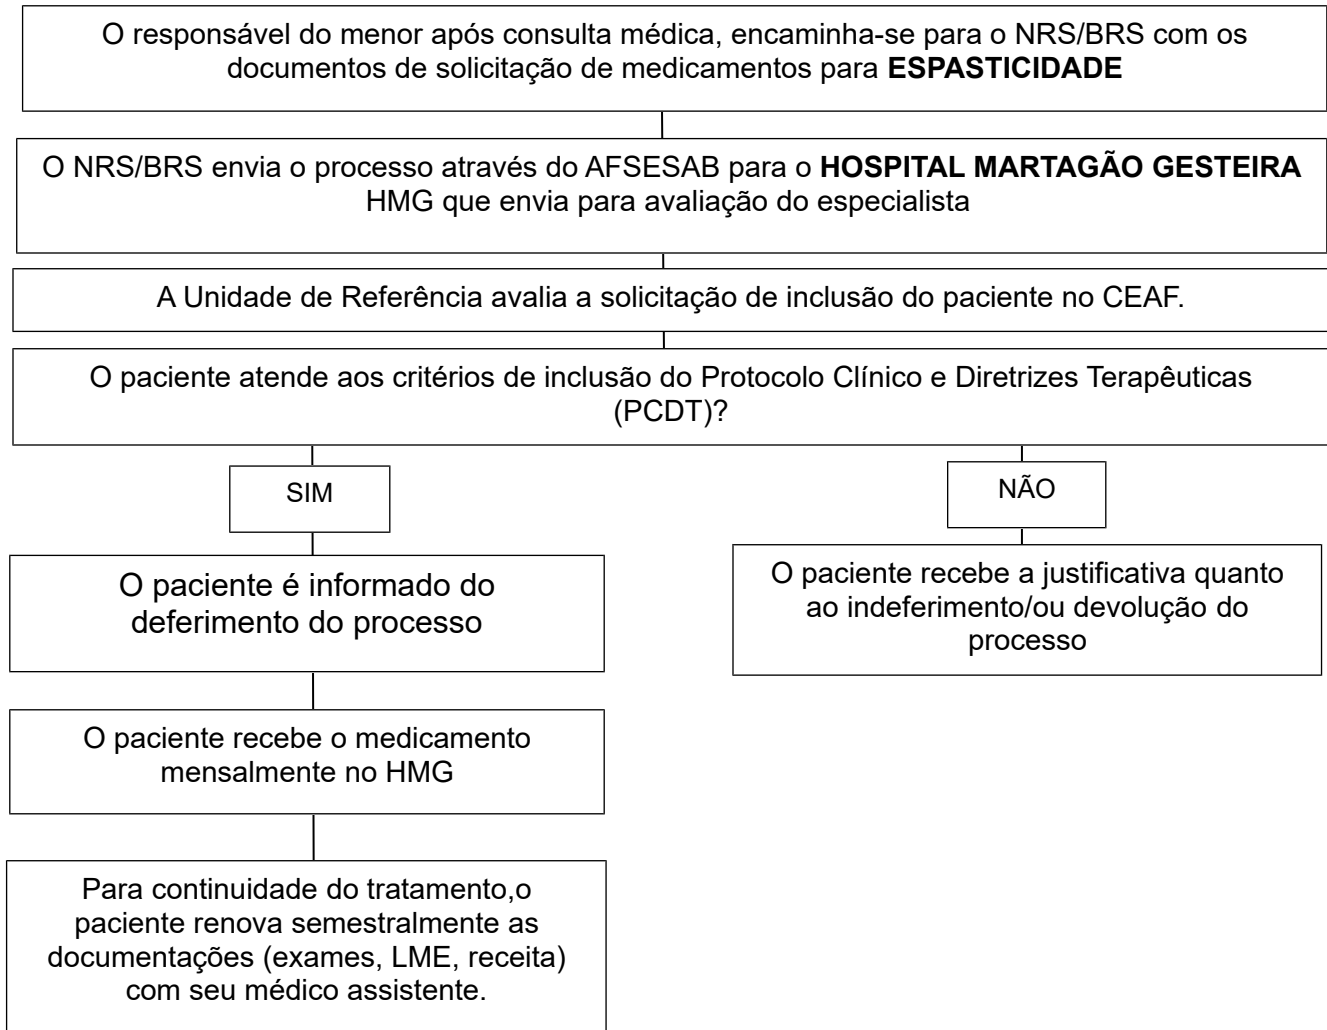 O responsável do menor após consulta médica, encaminha-se para o NRS/BRS com os
documentos de solicitação de medicamentos para ESPASTICIDADE
O NRS/BRS envia o processo através do AFSESAB para o HOSPITAL MARTAGÃO GESTEIRA
HMG que envia para avaliação do especialista
A Unidade de Referência avalia a solicitação de inclusão do paciente no CEAF.
O paciente atende aos critérios de inclusão do Protocolo Clínico e Diretrizes Terapêuticas
(PCDT)?
SIM
NÃO
O paciente é informado do
deferimento do processo
O paciente recebe a justificativa quanto
ao indeferimento/ou devolução do
processo
O paciente recebe o medicamento
mensalmente no HMG
Para continuidade do tratamento,o
paciente renova semestralmente as
documentações (exames, LME, receita)
com seu médico assistente.